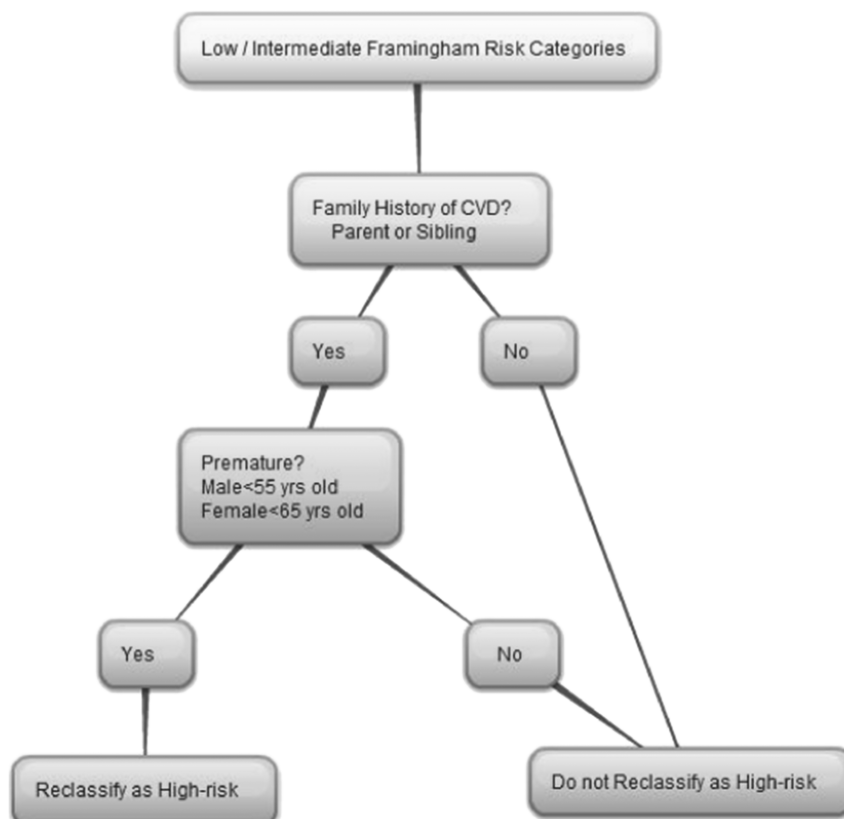 Low / Intermediate Framingham Risk Categories
Family History of CVD?
Parent or Sibling
Yes
No
Premature?
Male<55 yrs old
Female<65 yrs old
Yes
No
Reclassify as High-risk
Do not Reclassify as High-risk